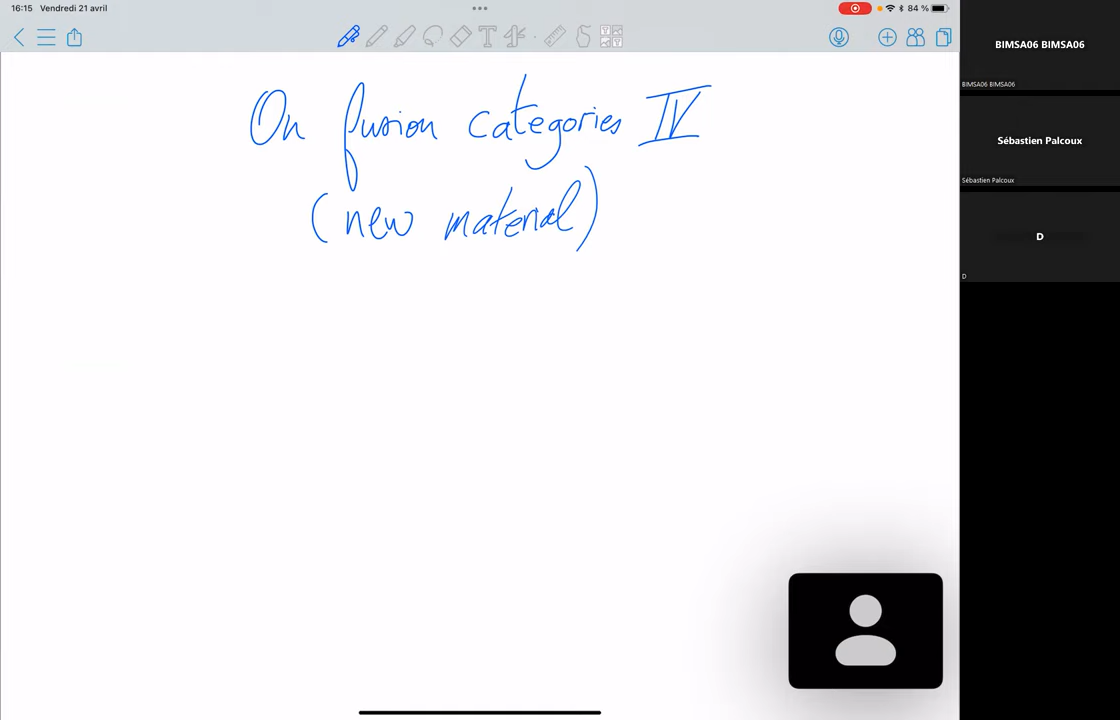 16:15 Vendredi 21 avril
84 %
On fusion categories IV
(new material)
BIMSA06 BIMSA06
BIMSA06 BIMSA06
Sébastien Palcoux
Sébastien Palcoux
D
D